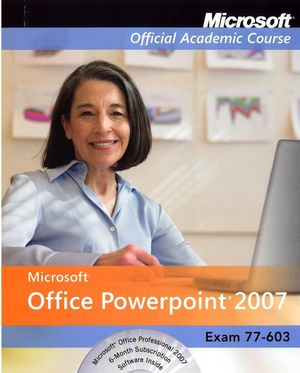 Microsoft®
Official Academic Course
Microsoft®
Office Powerpoint® 2007
Exam 77-603
Microsoft® Office Professional 2007
6-Month Subscription
Software Inside